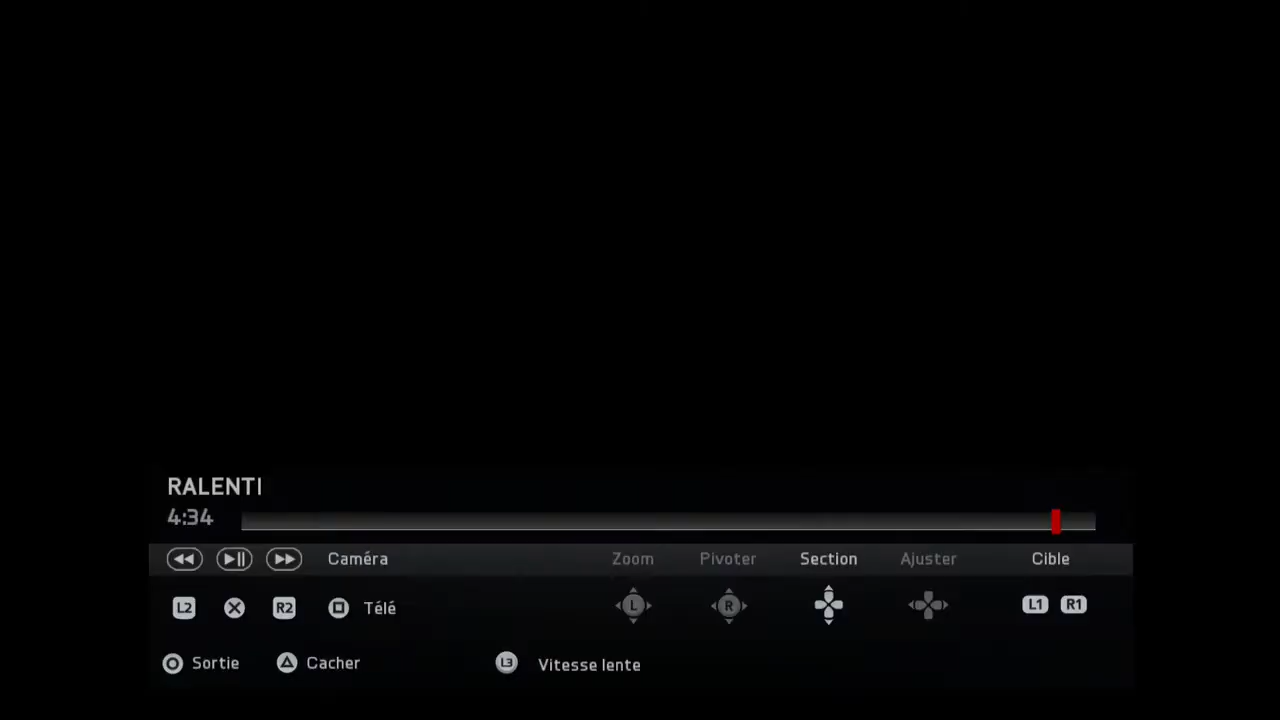 RALENTI
4:34
Caméra Zoom Pivoter Section Ajuster Cible
L2 R2 Télé L R L1 R1
Sortie Cacher L3 Vitesse lente